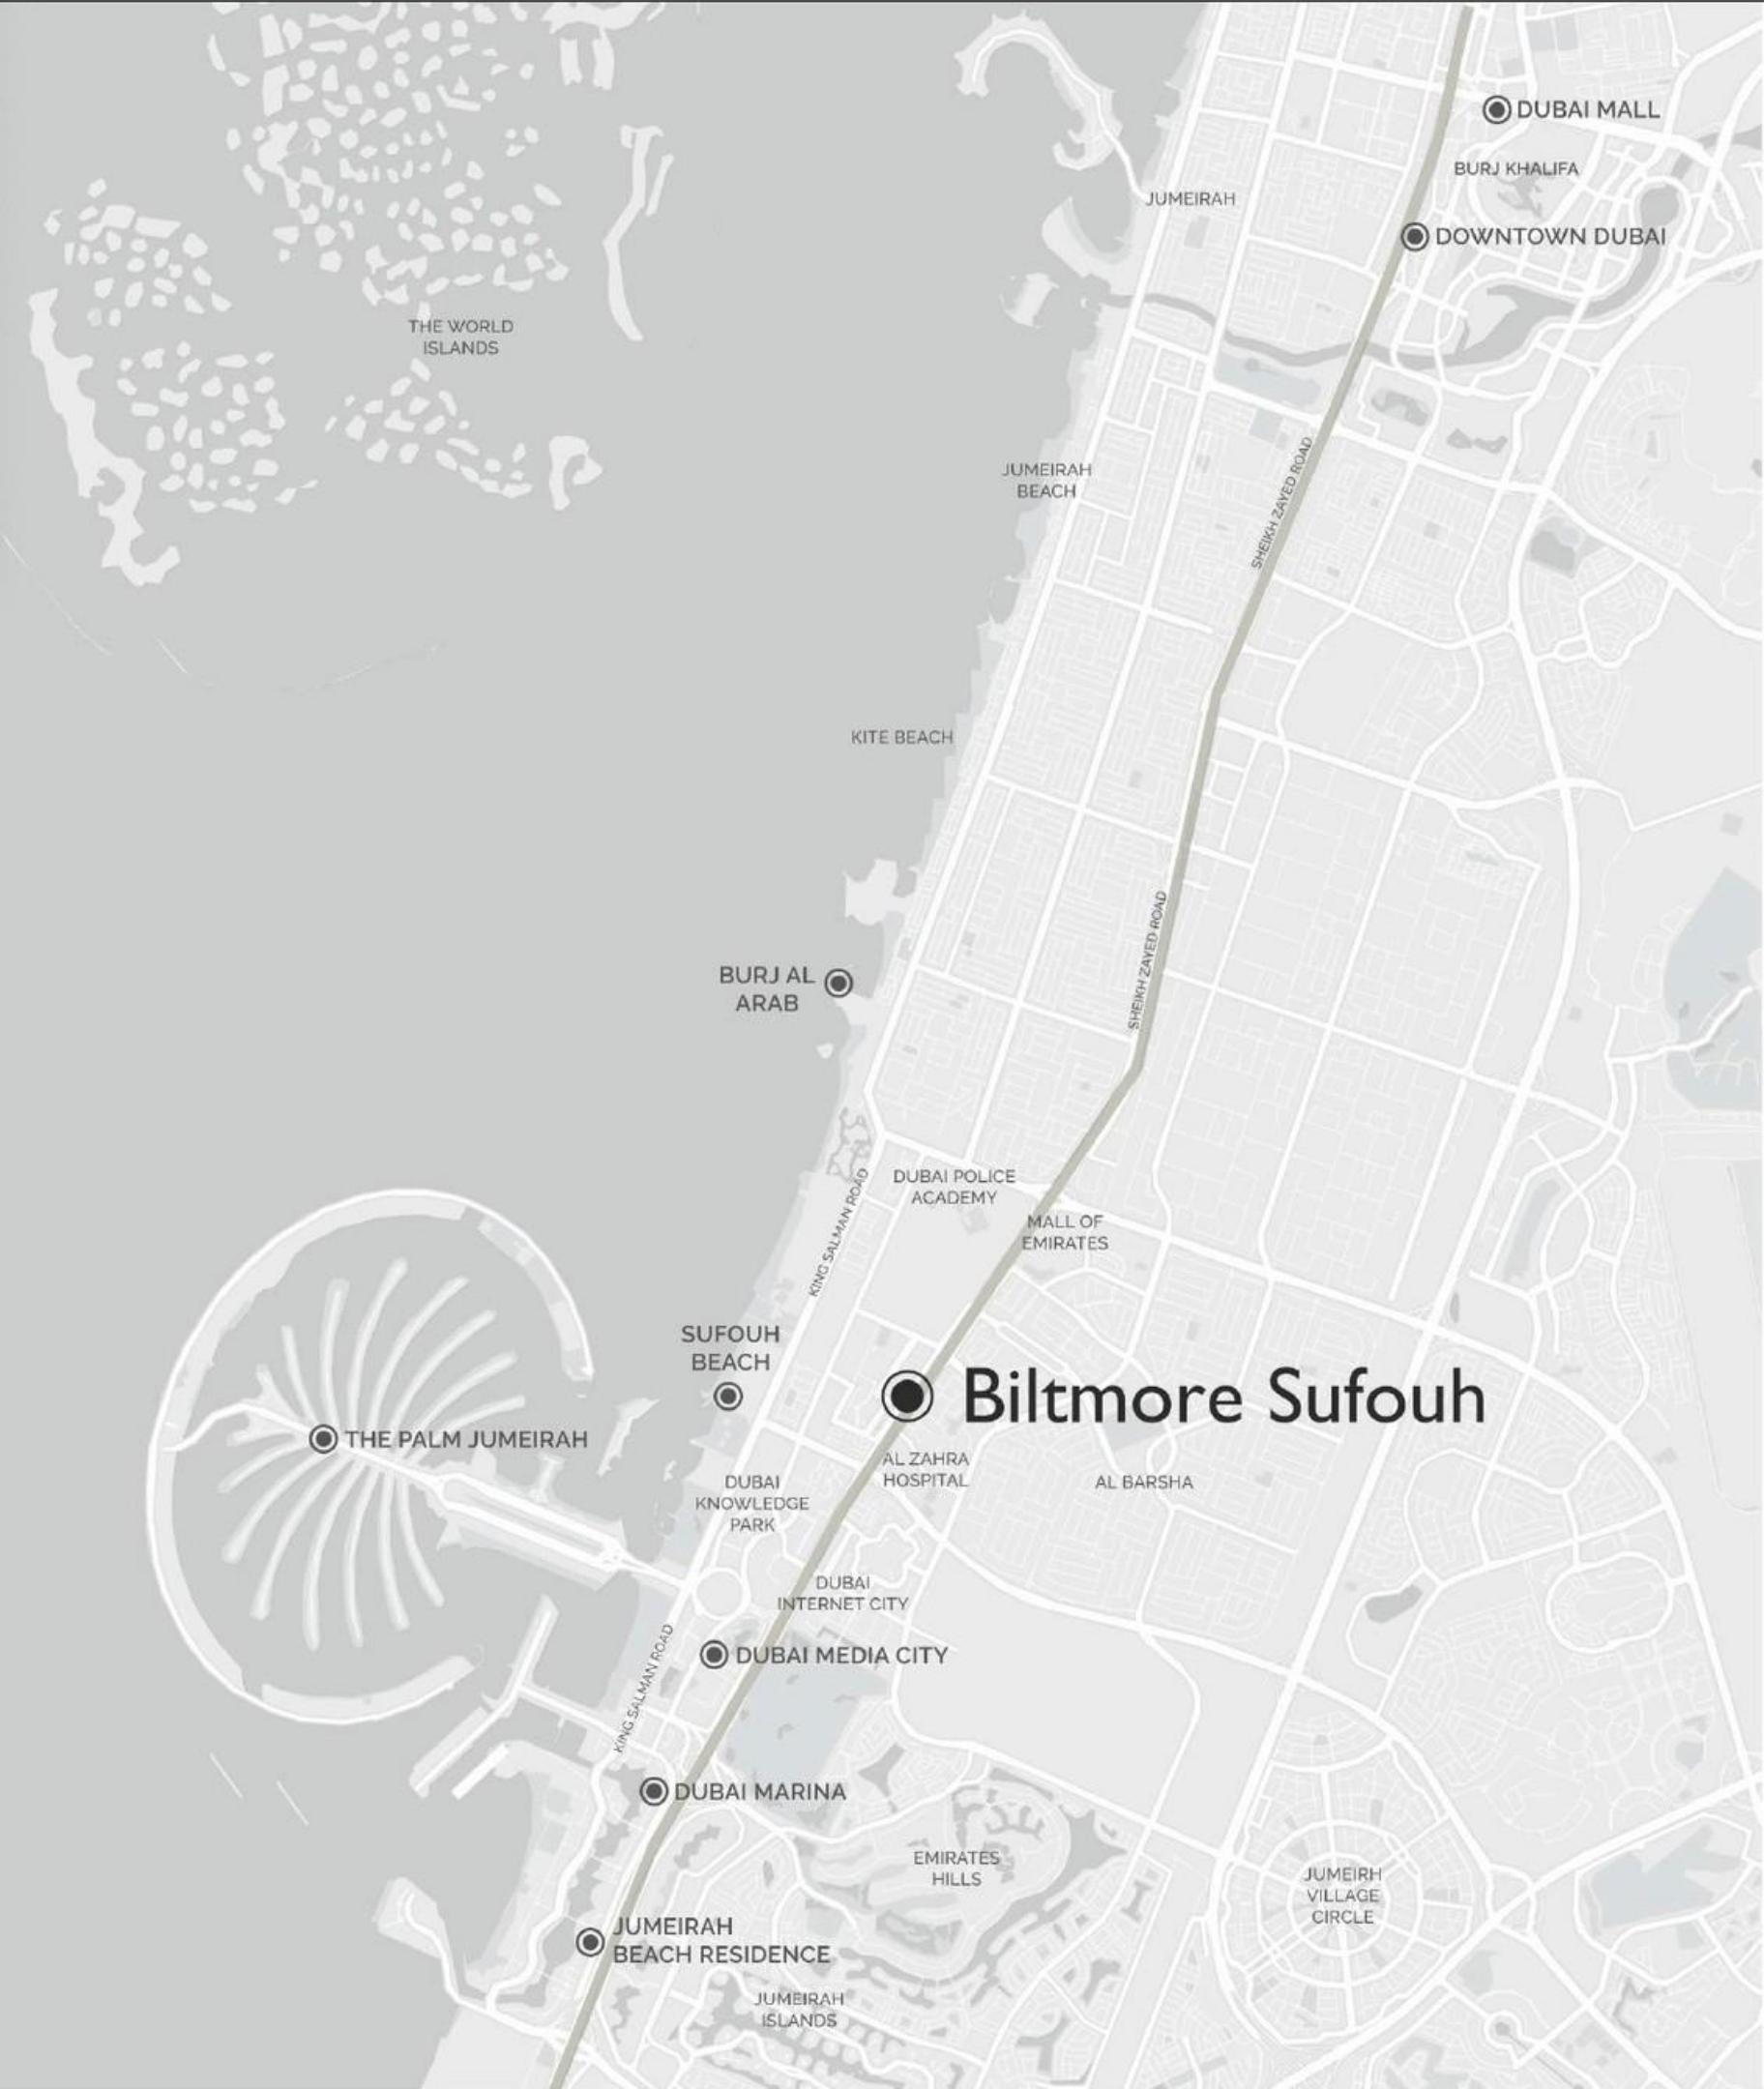 DUBAI MALL
BURJ KHALIFA
JUMEIRAH
DOWNTOWN DUBAI
THE WORLD
ISLANDS
JUMEIRAH
BEACH
SHEIKH ZAYED ROAD
KITE BEACH
SHEIKH ZAYED ROAD
BURJ AL
ARAB
DUBAI POLICE
ACADEMY
KING SALMAN ROAD
MALL OF
EMIRATES
SUFOUH
BEACH
Biltmore Sufouh
THE PALM JUMEIRAH
AL ZAHRA
HOSPITAL
AL BARSHA
DUBAI
KNOWLEDGE
PARK
DUBAI
INTERNET CITY
KING SALMAN ROAD
DUBAI MEDIA CITY
DUBAI MARINA
EMIRATES
HILLS
JUMEIRH
VILLAGE
CIRCLE
JUMEIRAH
BEACH RESIDENCE
JUMEIRAH
ISLANDS